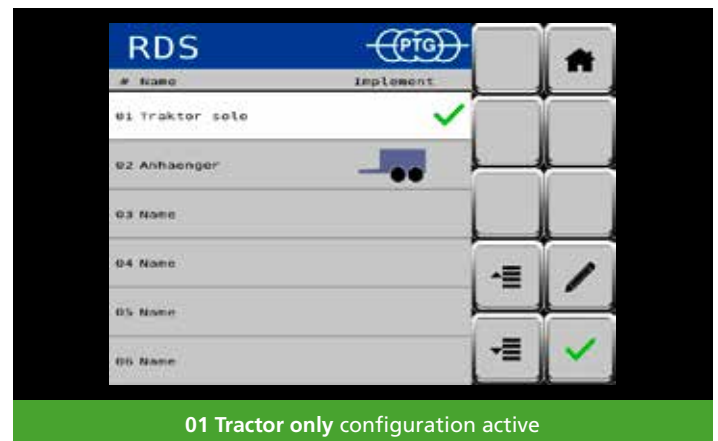 RDS PTG
# Name Implement
01 Traktor solo
02 Anhaenger
03 Name
04 Name
05 Name
06 Name
01 Tractor only configuration active